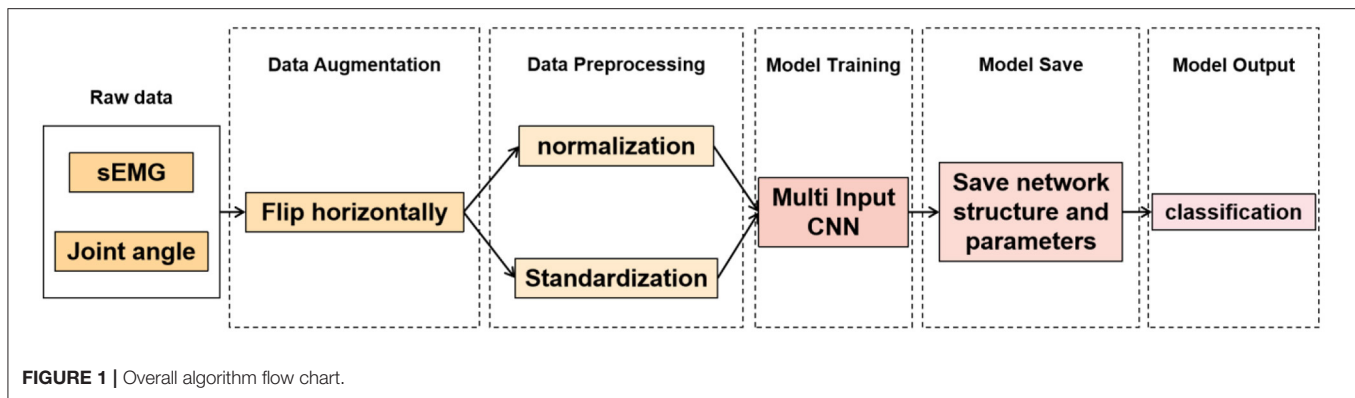 Raw data
sEMG
Joint angle
Data Augmentation
Flip horizontally
Data Preprocessing
normalization
Standardization
Model Training
Multi Input
CNN
Model Save
Save network
structure and
parameters
Model Output
classification
FIGURE 1 | Overall algorithm flow chart.